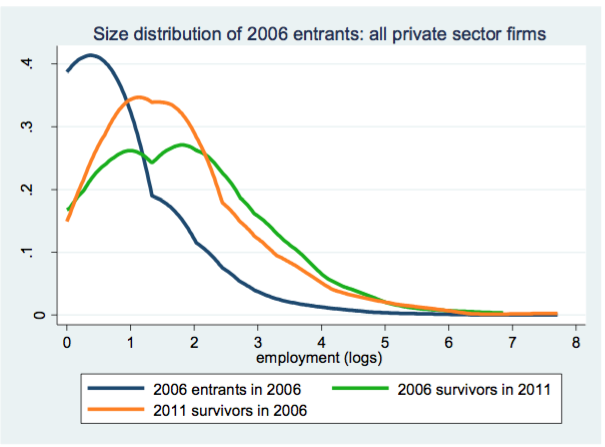 Size distribution of 2006 entrants: all private sector firms
.4
.3
.2
.1
0
0 1 2 3 4 5 6 7 8
employment (logs)
2006 entrants in 2006 2006 survivors in 2011
2011 survivors in 2006